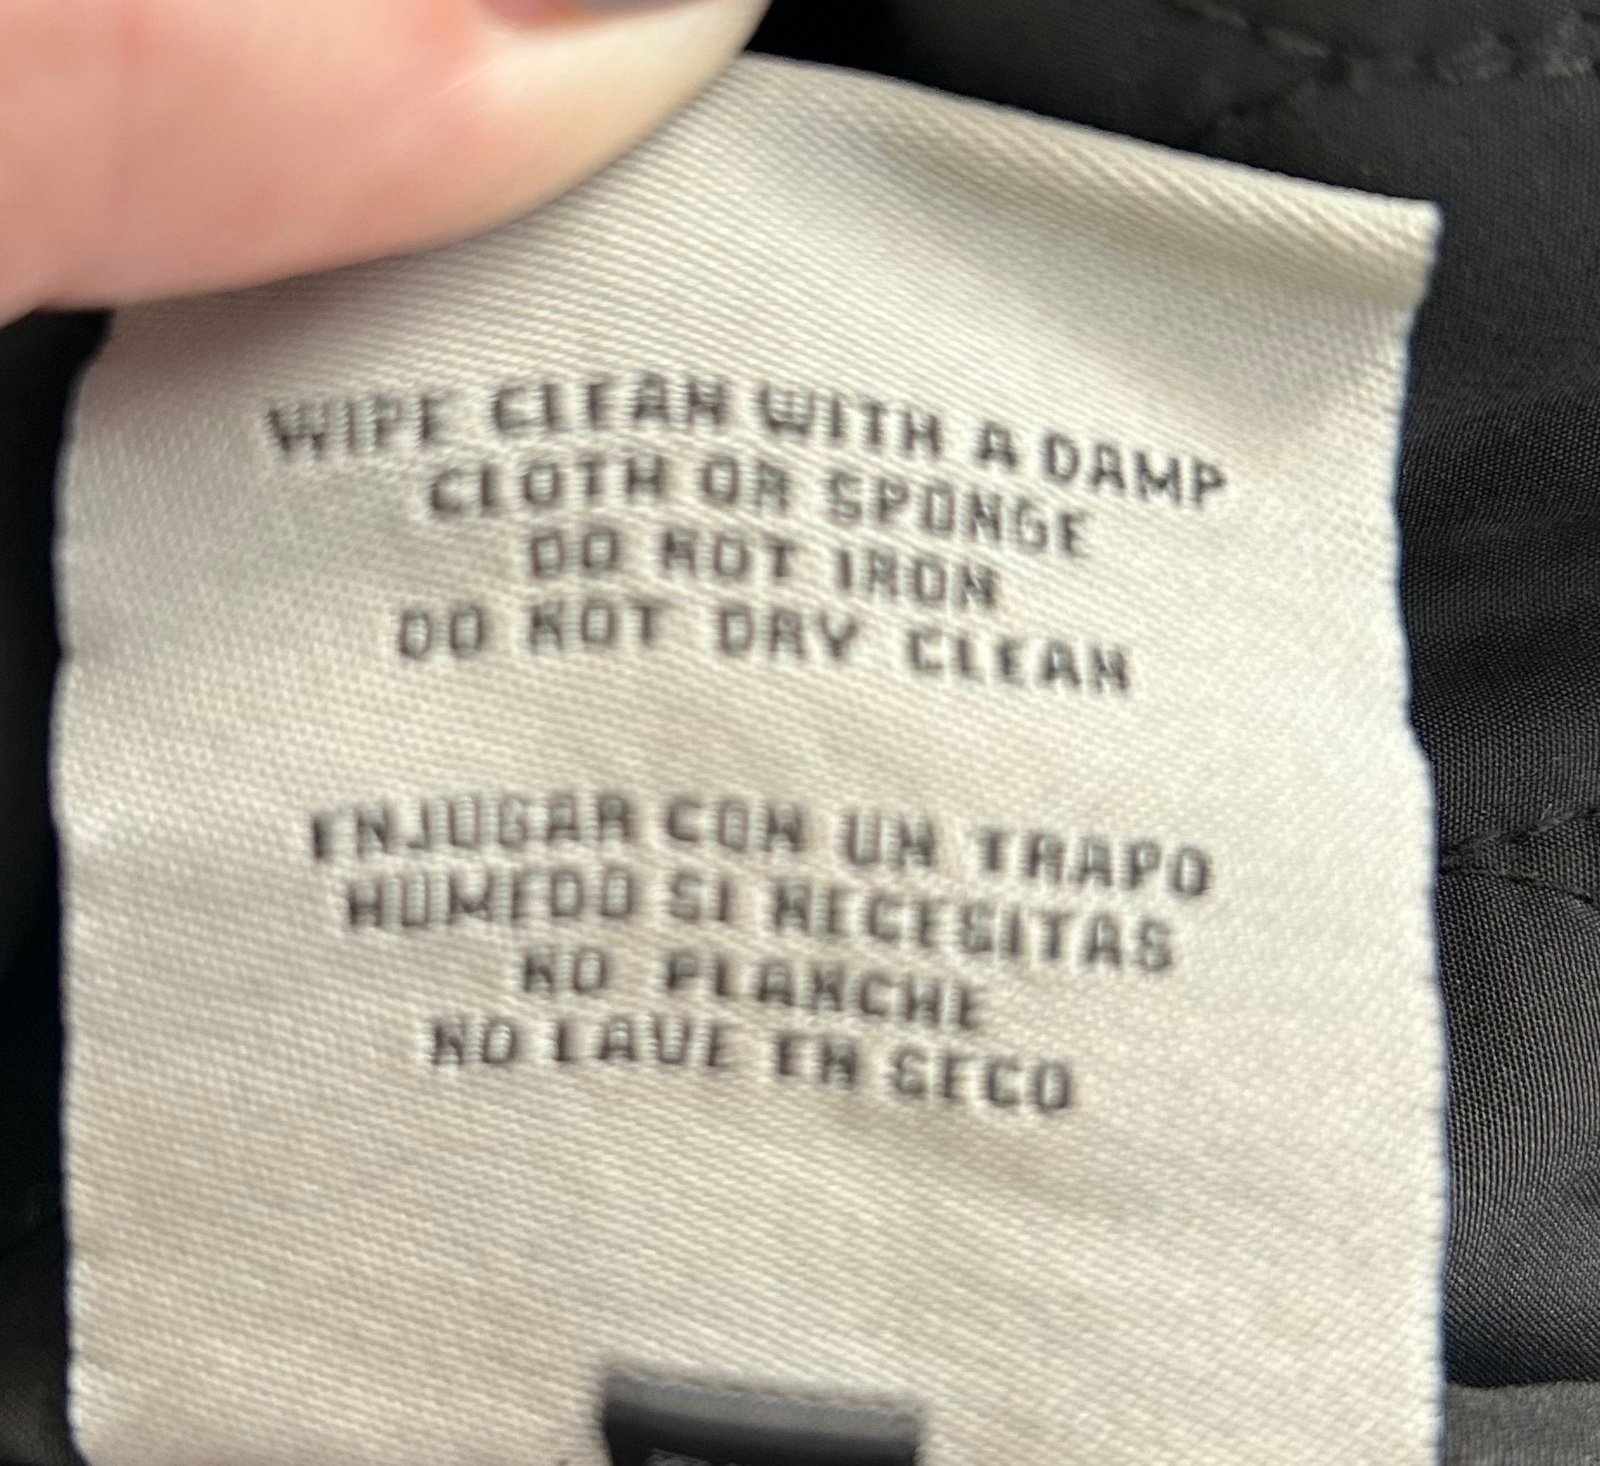 WIPE CLEAN WITH A DAMP
CLOTH OR SPONGE
DO NOT IRON
DO NOT DRY CLEAN
ENJUGAR CON UN TRAPO
HUMEDO SI NECESITAS
NO PLANCHE
NO LAVE EN SECO